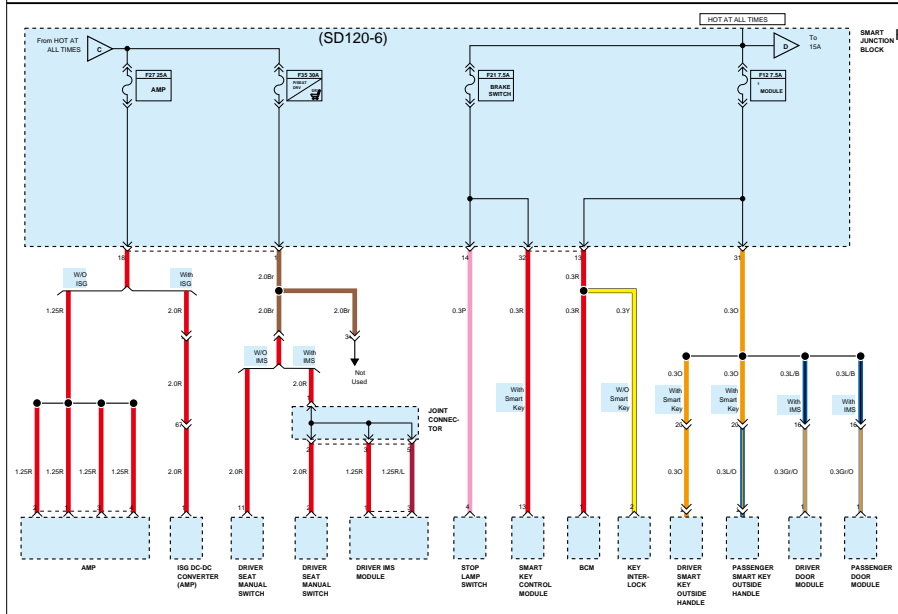 HOT AT ALL TIMES
(SD120-6)
From HOT AT
ALL TIMES
C
D
To
15A
SMART
JUNCTION
BLOCK
F27 25A
AMP
F35 30A
P/SEAT
DRV
F21 7.5A
BRAKE
SWITCH
F12 7.5A
MODULE
18
1
14
32
13
31
W/O
ISG
With
ISG
2.0Br
0.3R
1.25R
2.0R
2.0Br
2.0Br
0.3P
0.3R
0.3R
0.3Y
0.3O
34
Not
Used
W/O
IMS
With
IMS
2.0R
2.0R
JOINT
CONNEC-
TOR
With
Smart
Key
W/O
Smart
Key
0.3O
0.3O
0.3L/B
0.3L/B
With
Smart
Key
With
Smart
Key
With
IMS
With
IMS
67
20
20
16
16
1.25R
1.25R
1.25R
1.25R
2.0R
2.0R
2.0R
1.25R
1.25R/L
0.3O
0.3L/O
0.3Gr/O
0.3Gr/O
11
4
13
AMP
ISG DC-DC
CONVERTER
(AMP)
DRIVER
SEAT
MANUAL
SWITCH
DRIVER
SEAT
MANUAL
SWITCH
DRIVER IMS
MODULE
STOP
LAMP
SWITCH
SMART
KEY
CONTROL
MODULE
BCM
KEY
INTER-
LOCK
DRIVER
SMART
KEY
OUTSIDE
HANDLE
PASSENGER
SMART KEY
OUTSIDE
HANDLE
DRIVER
DOOR
MODULE
PASSENGER
DOOR
MODULE